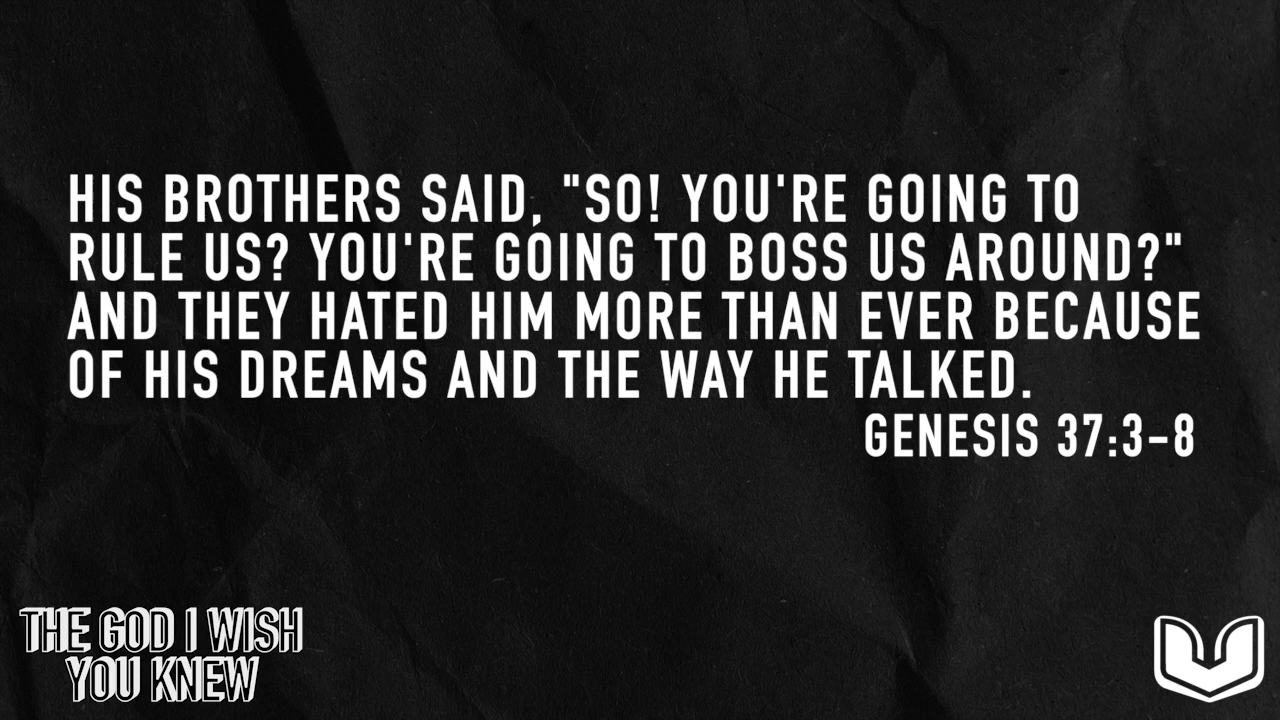 HIS BROTHERS SAID, "SO! YOU'RE GOING TO
RULE US? YOU'RE GOING TO BOSS US AROUND?"
AND THEY HATED HIM MORE THAN EVER BECAUSE
OF HIS DREAMS AND THE WAY HE TALKED.
GENESIS 37:3-8
THE GOD I WISH
YOU KNEW